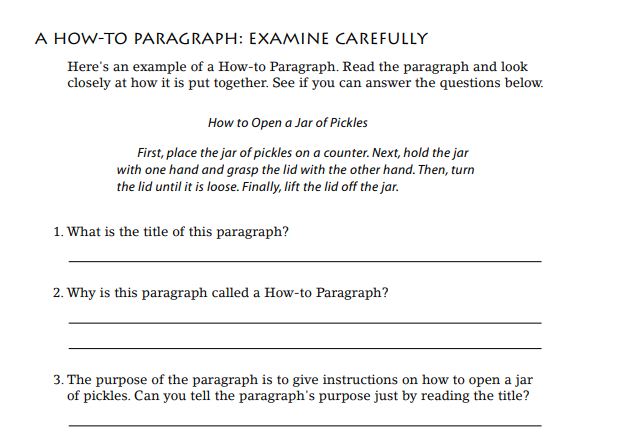 A HOW-TO PARAGRAPH: EXAMINE CAREFULLY
Here's an example of a How-to Paragraph. Read the paragraph and look
closely at how it is put together. See if you can answer the questions below.
How to Open a Jar of Pickles
First, place the jar of pickles on a counter. Next, hold the jar
with one hand and grasp the lid with the other hand. Then, turn
the lid until it is loose. Finally, lift the lid off the jar.
1. What is the title of this paragraph?
2. Why is this paragraph called a How-to Paragraph?
3. The purpose of the paragraph is to give instructions on how to open a jar
of pickles. Can you tell the paragraph's purpose just by reading the title?